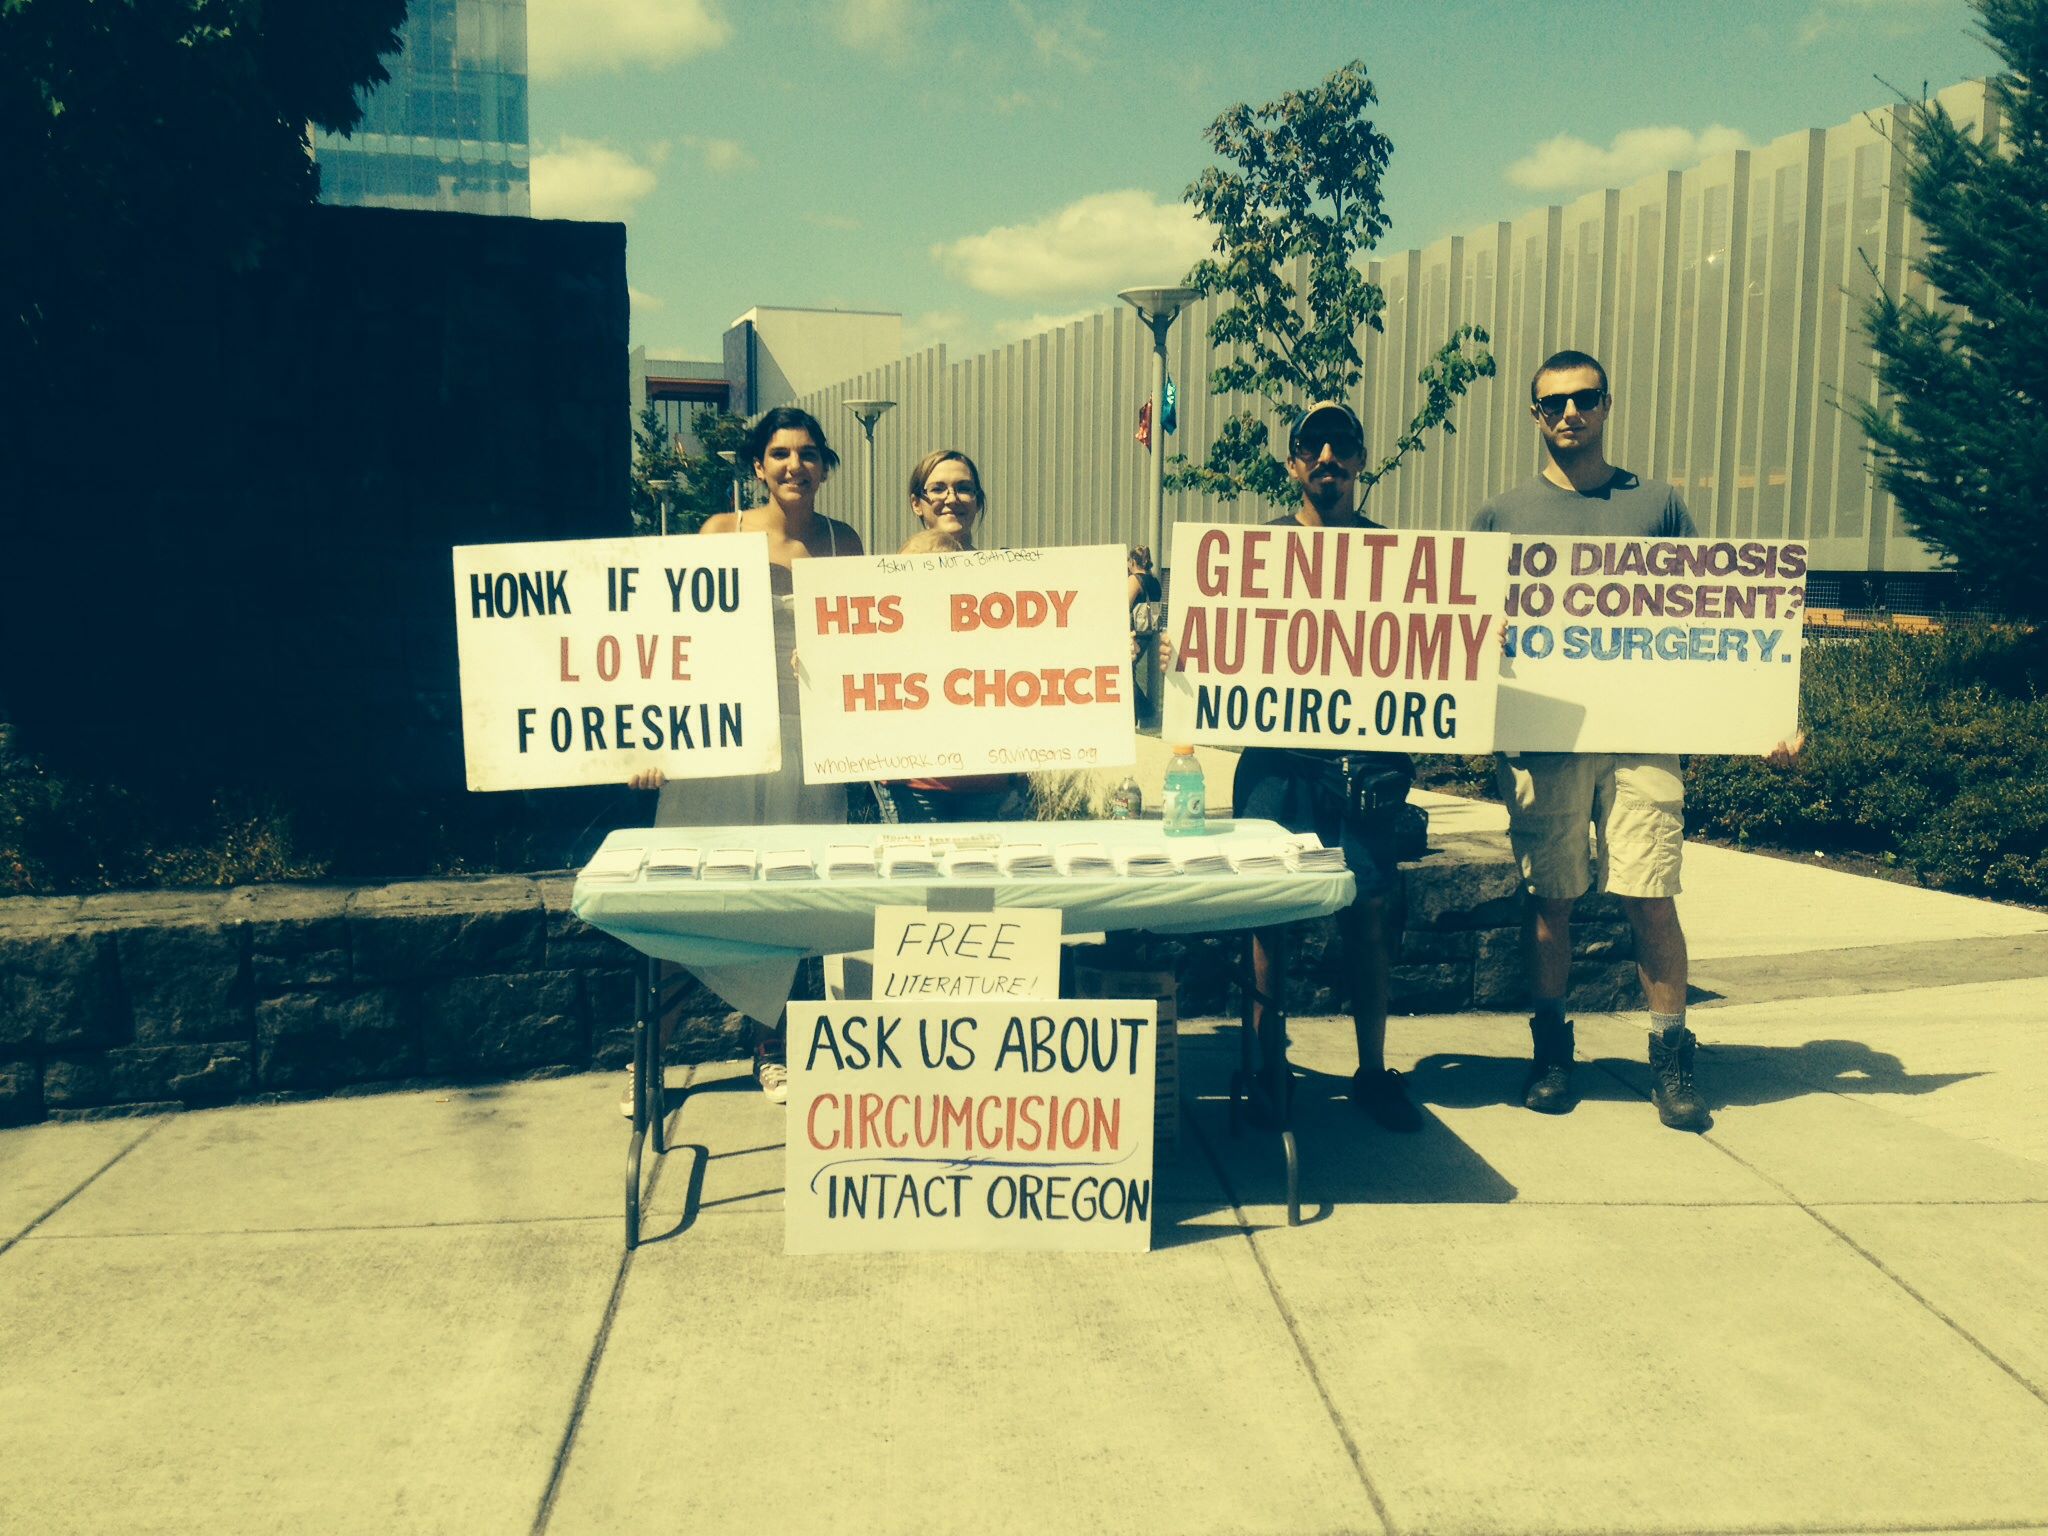 HONK IF YOU
LOVE
FORESKIN
4skin is Not a Birth Defect
HIS BODY
HIS CHOICE
wholenetwork.org savingsons.org
GENITAL
AUTONOMY
NOCIRC.ORG
NO DIAGNOSIS
NO CONSENT?
NO SURGERY.
FREE
LITERATURE!
ASK US ABOUT
CIRCUMCISION
INTACT OREGON